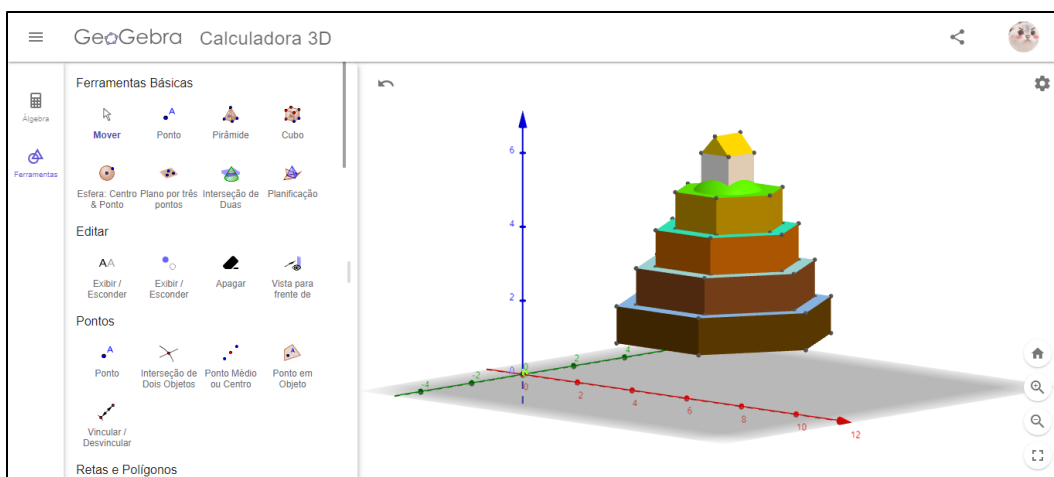 GeoGebra Calculadora 3D
Álgebra
Ferramentas
Ferramentas Básicas
Mover
Ponto
Pirâmide
Cubo
Esfera: Centro
& Ponto
Plano por três
pontos
Interseção de
Duas
Planificação
Editar
Exibir /
Esconder
Exibir /
Esconder
Apagar
Vista para
frente de
Pontos
Ponto
Interseção de
Dois Objetos
Ponto Médio
ou Centro
Ponto em
Objeto
Vincular /
Desvincular
Retas e Polígonos
6
4
2
0
-4
-2
0
2
4
0
2
4
6
8
10
12
A
AA
A
A